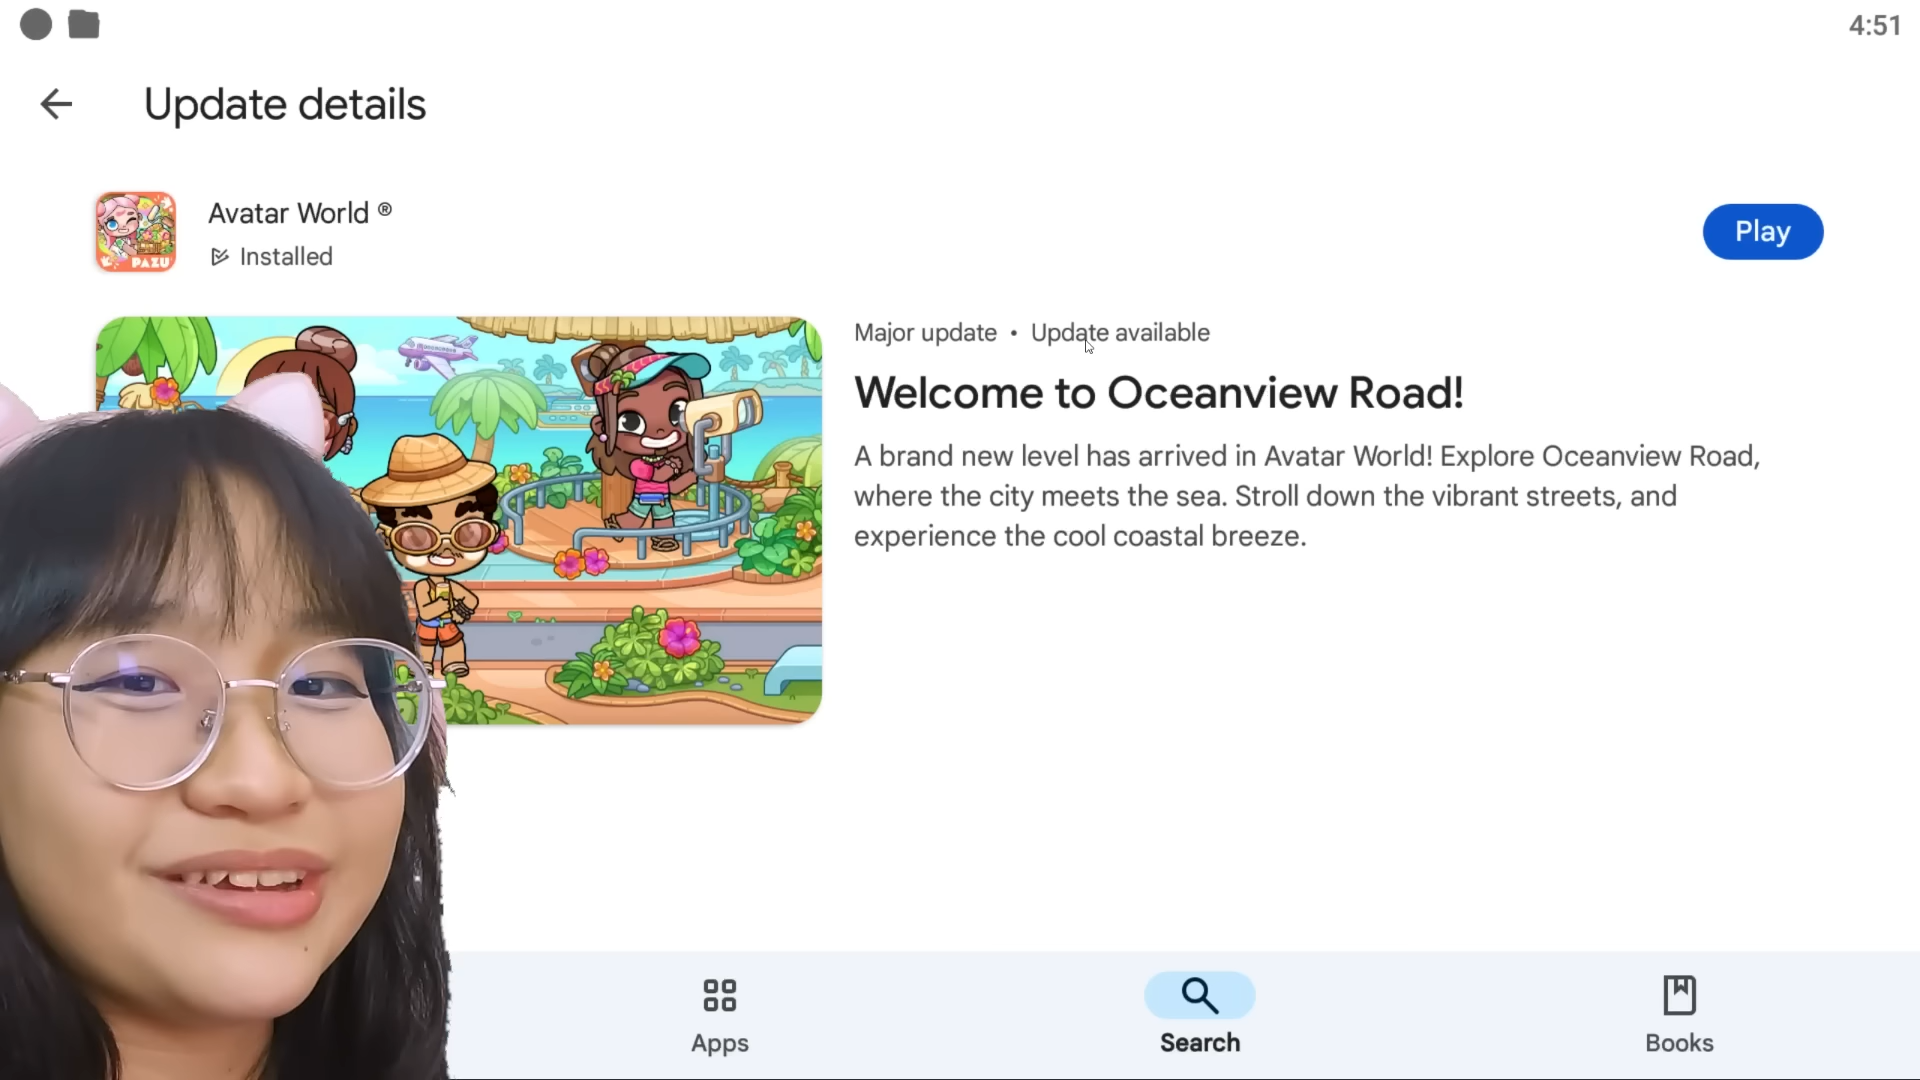 4:51
Update details
Avatar World ®
PAZU
Installed
Play
Major update • Update available
Welcome to Oceanview Road!
A brand new level has arrived in Avatar World! Explore Oceanview Road,
where the city meets the sea. Stroll down the vibrant streets, and
experience the cool coastal breeze.
Apps
Search
Books